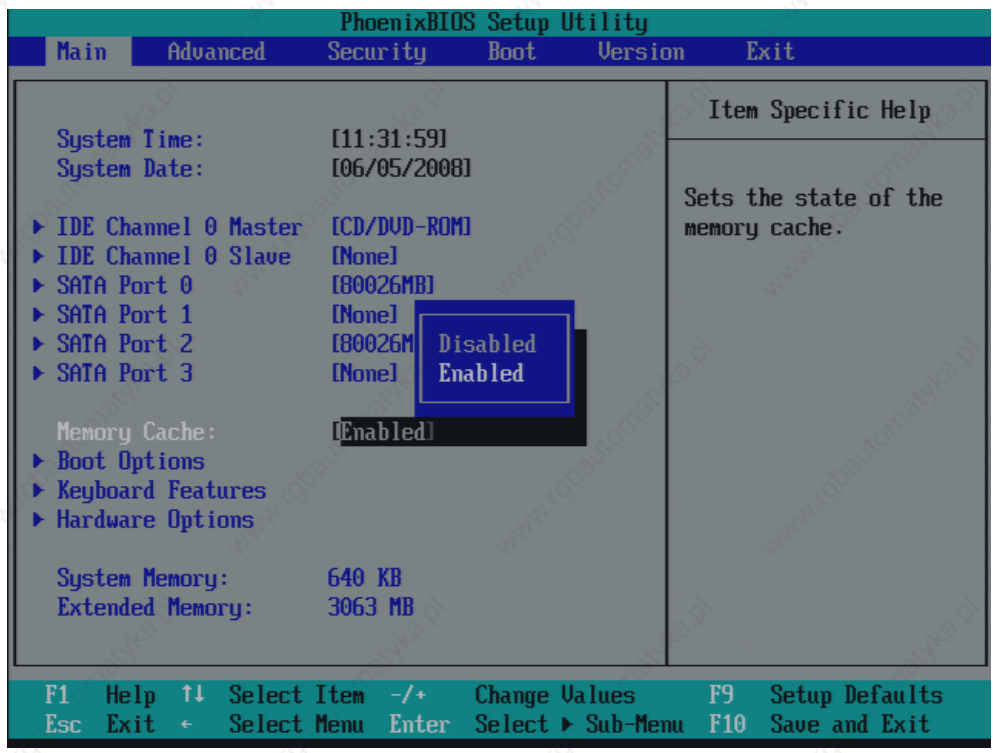 PhoenixBIOS Setup Utility
Main Advanced Security Boot Version Exit
Item Specific Help
System Time: [11:31:59]
System Date: [06/05/2008]
Sets the state of the
memory cache.
▶ IDE Channel 0 Master [CD/DVD-ROM]
▶ IDE Channel 0 Slave [None]
▶ SATA Port 0 [80026MB]
▶ SATA Port 1 [None]
▶ SATA Port 2 [80026M
▶ SATA Port 3 [None]
Disabled
Enabled
Memory Cache: [Enabled]
▶ Boot Options
▶ Keyboard Features
▶ Hardware Options
System Memory: 640 KB
Extended Memory: 3063 MB
F1 Help ↑↓ Select Item -/+ Change Values F9 Setup Defaults
Esc Exit ← Select Menu Enter Select ▶ Sub-Menu F10 Save and Exit
www.rgbautomatyka.pl